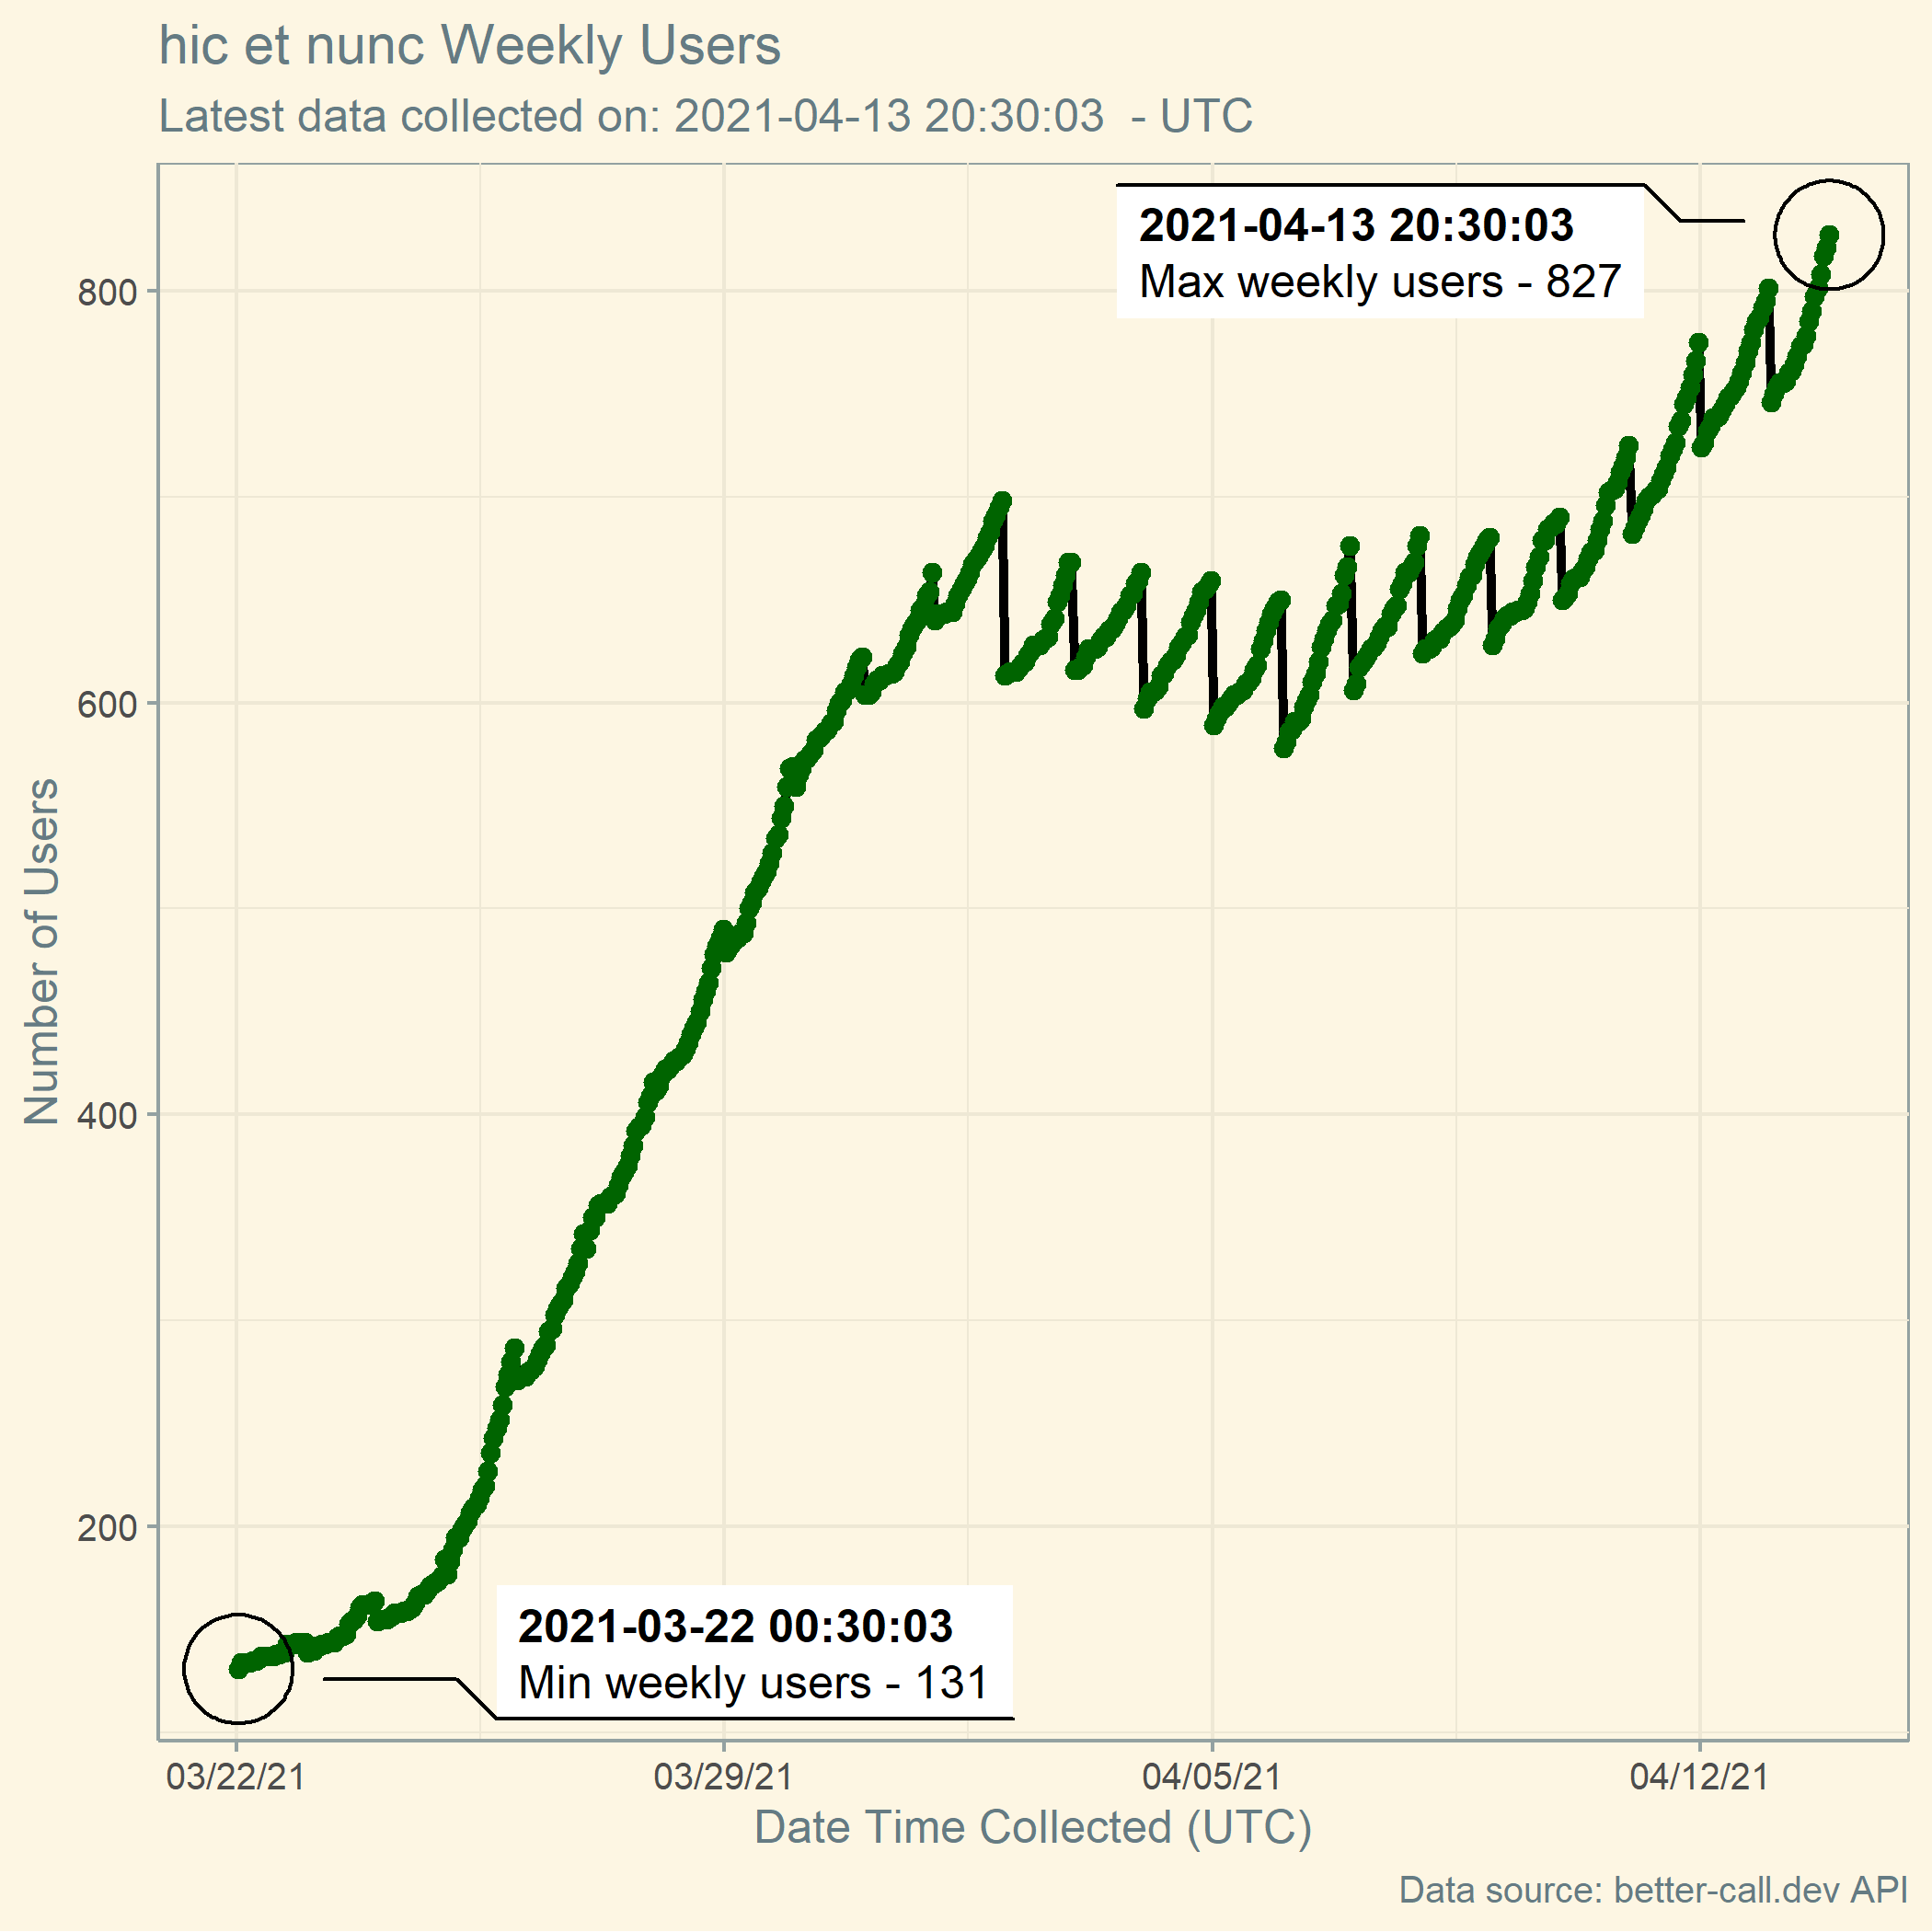 hic et nunc Weekly Users
Latest data collected on: 2021-04-13 20:30:03  - UTC
2021-04-13 20:30:03
Max weekly users - 827
800
600
400
200
Number of Users
2021-03-22 00:30:03
Min weekly users - 131
03/22/21
03/29/21
04/05/21
04/12/21
Date Time Collected (UTC)
Data source: better-call.dev API